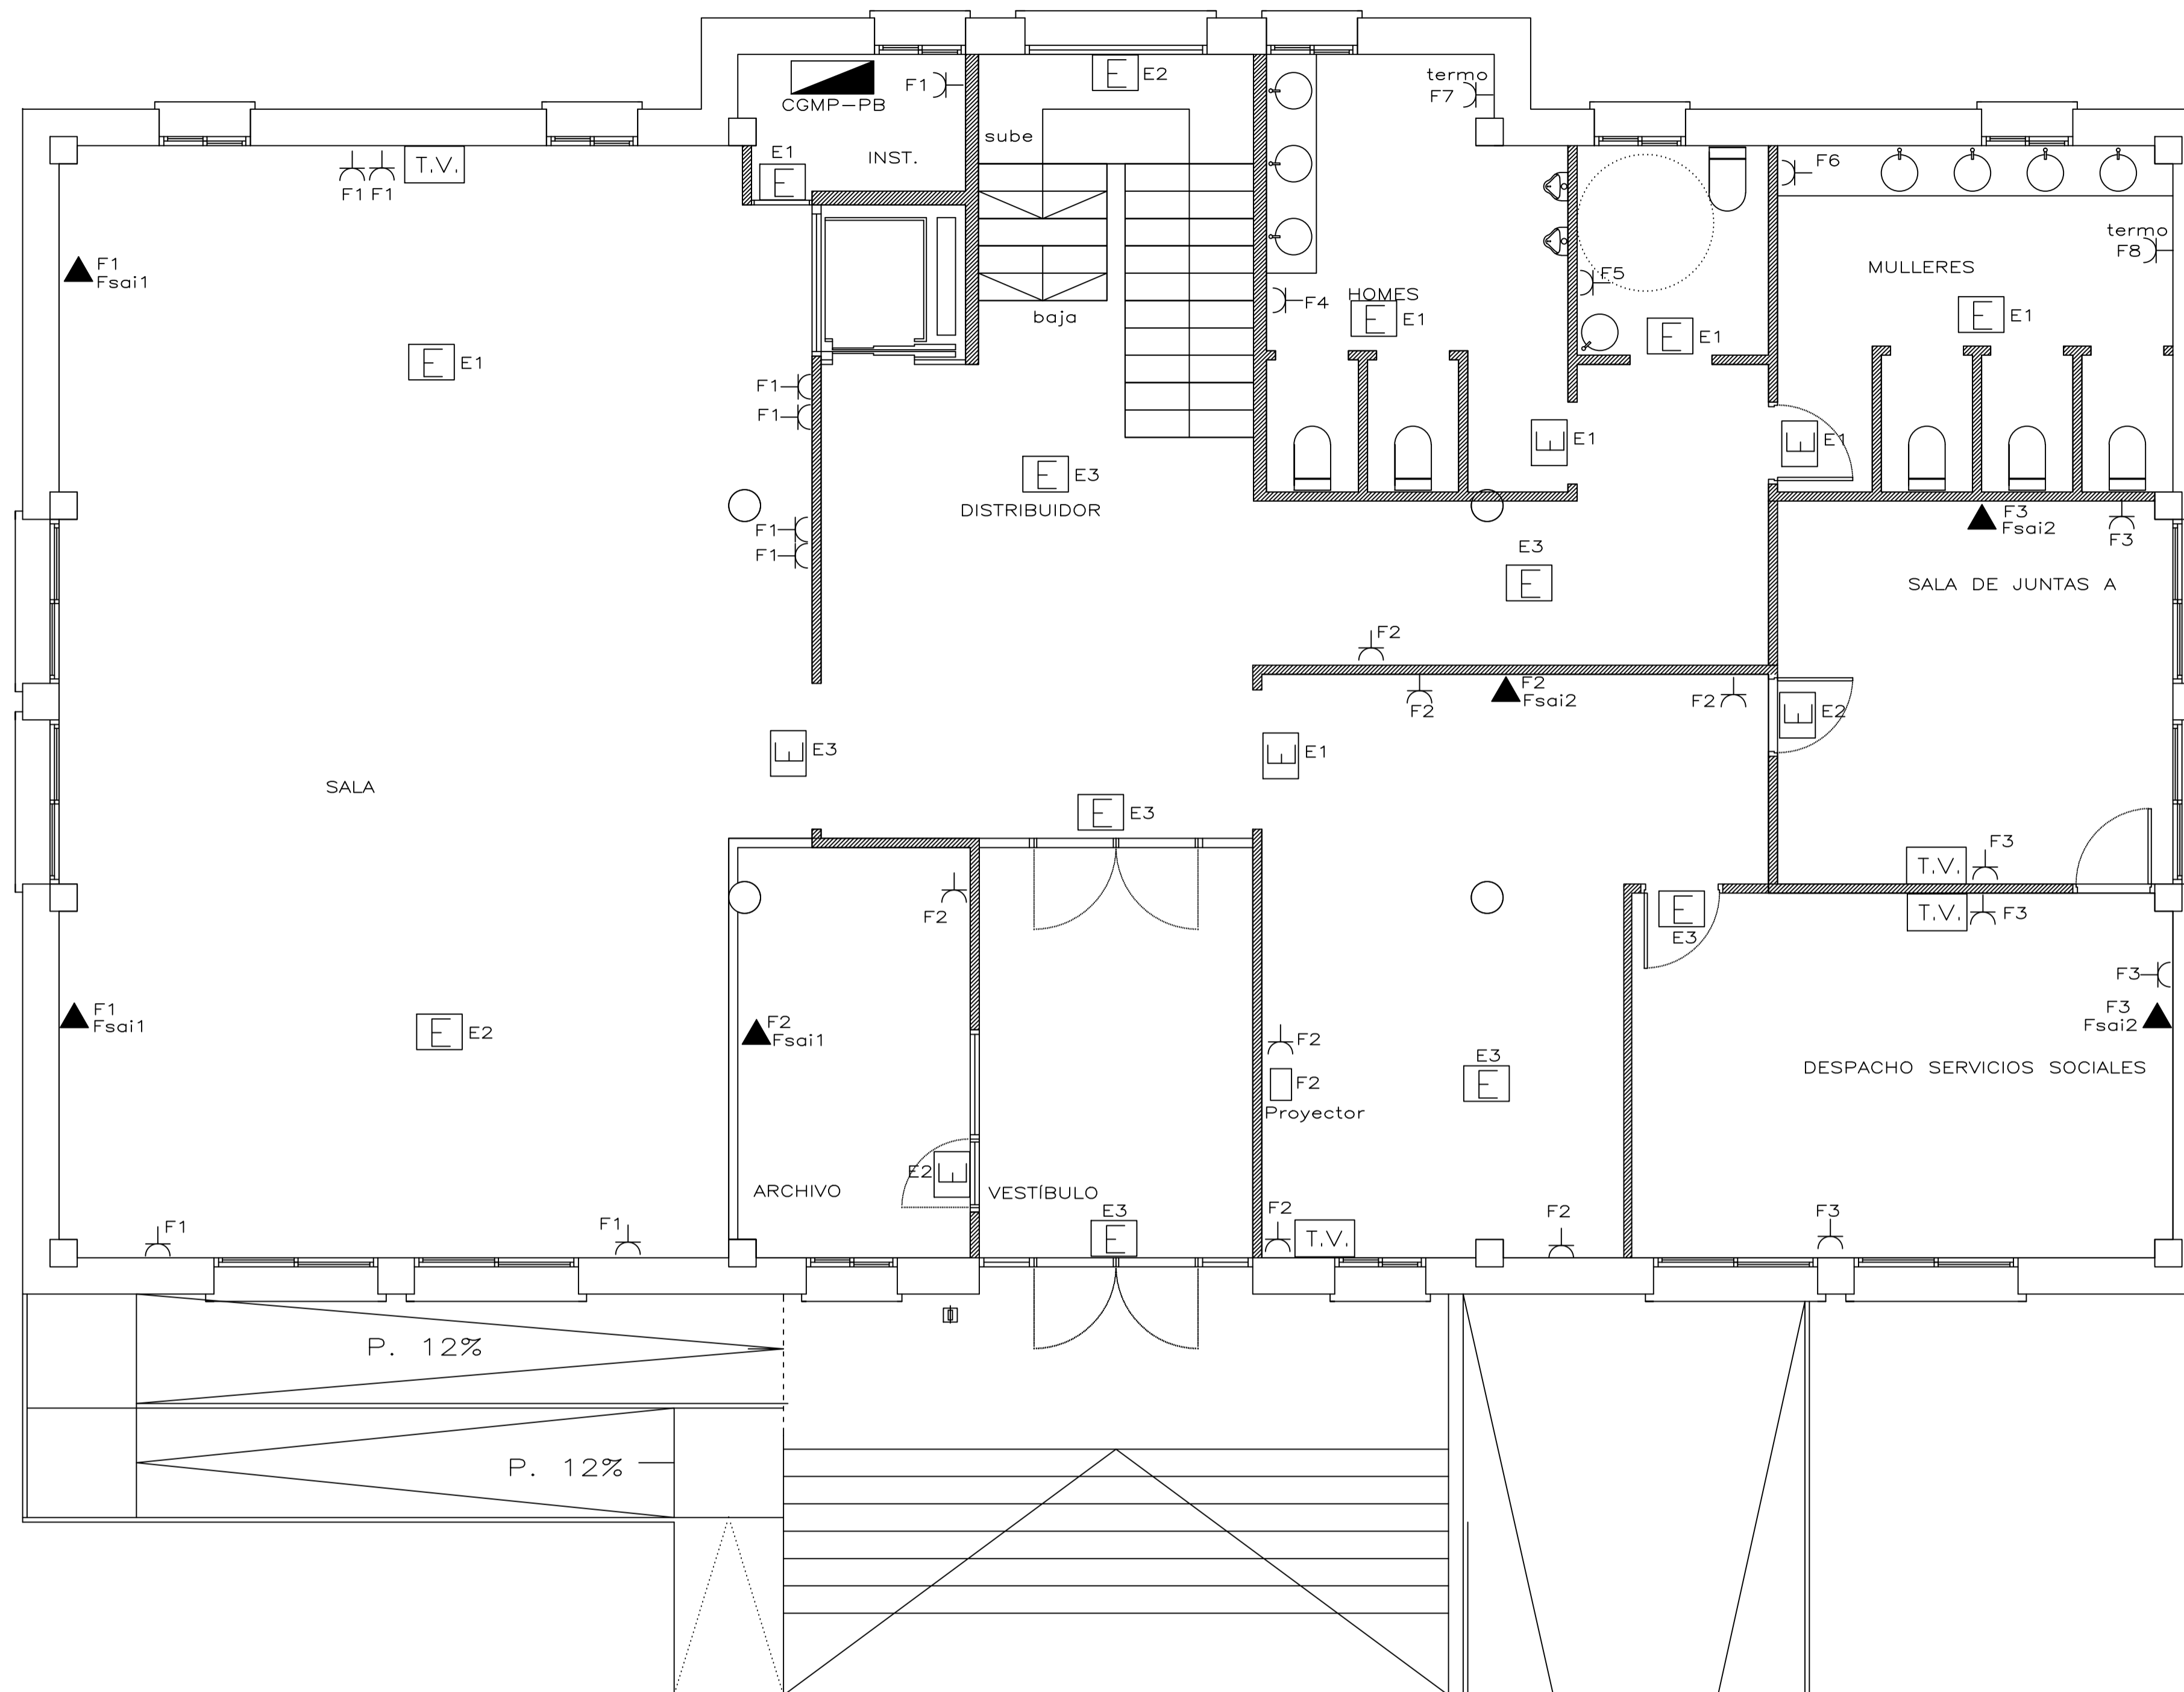 E
E2
termo
F7
F1
CGMP-PB
sube
INST.
E1
E
T.V.
F1 F1
F6
termo
F8
MULLERES
F1
Fsai1
F5
HOMES
F4
E
E1
baja
E
E1
E
E1
E
E1
F1
F1
E
E1
E
E1
E
E3
DISTRIBUIDOR
F1
F1
F3
Fsai2
F3
E3
E
SALA DE JUNTAS A
F2
F2
F2
Fsai2
F2
E
E2
E
E3
E
E1
SALA
E
E3
T.V.
F3
T.V.
F3
F2
E
E3
F3
F1
Fsai1
E
E2
F2
Fsai1
F2
F2
Proyector
E3
E
F3
Fsai2
DESPACHO SERVICIOS SOCIALES
E2
E
ARCHIVO
VESTÍBULO
E3
E
F1
F1
F2
T.V.
F2
F3
P. 12%
P. 12%